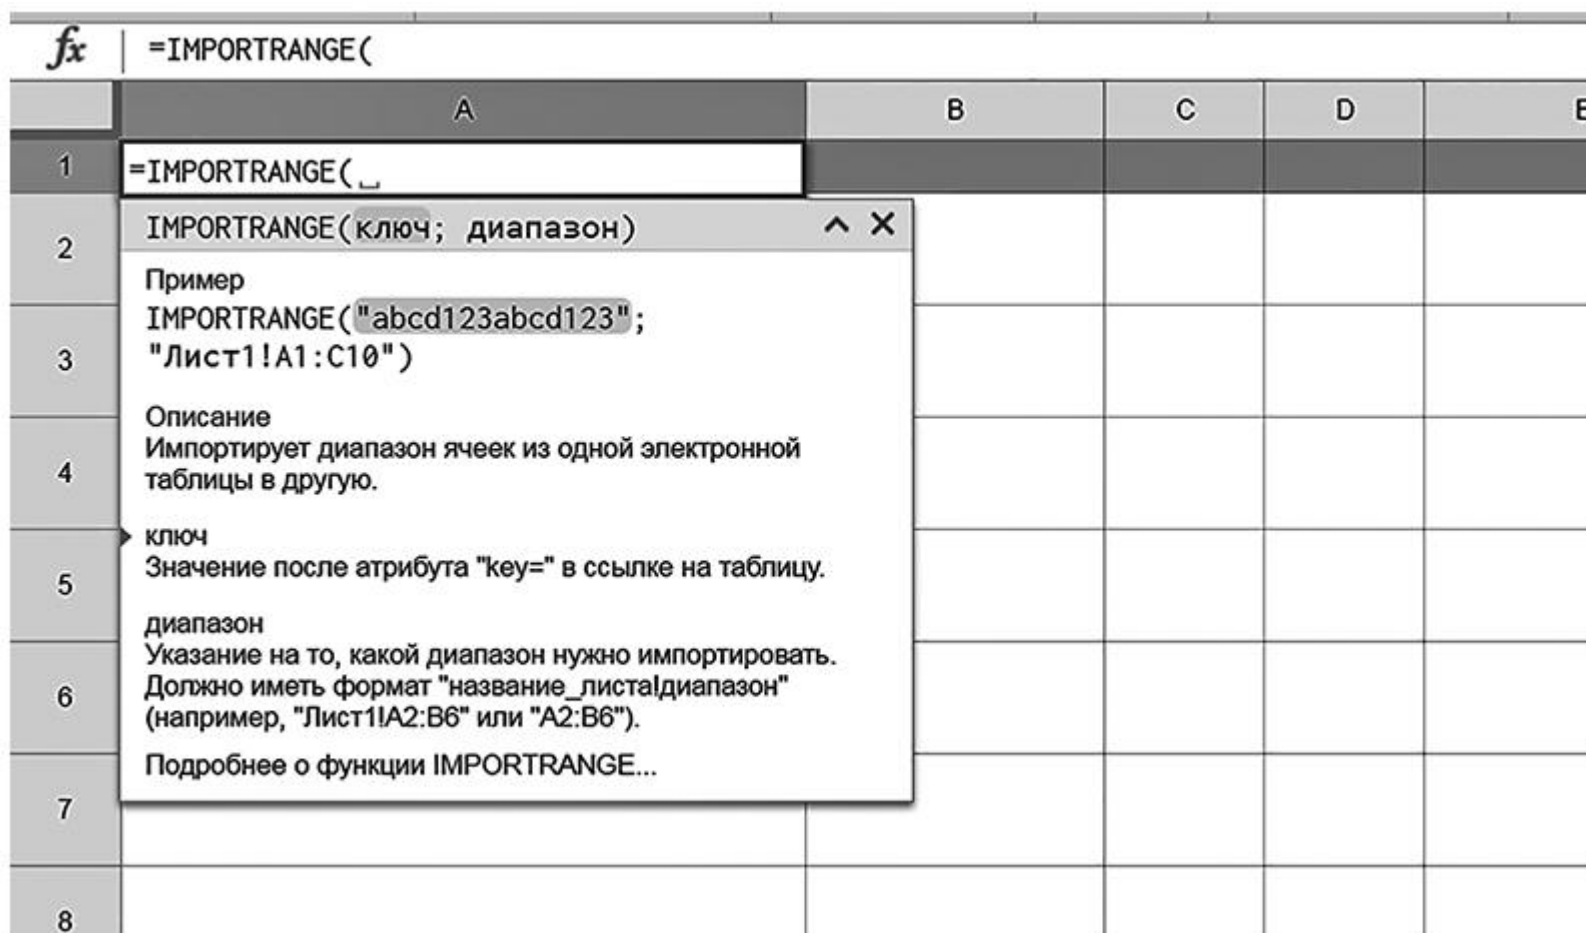 fx =IMPORTRANGE(
A B C D E
1 =IMPORTRANGE(
IMPORTRANGE(ключ; диапазон)
2
Пример
IMPORTRANGE("abcd123abcd123";
"Лист1!A1:C10")
3
Описание
Импортирует диапазон ячеек из одной электронной
4
таблицы в другую.
ключ
Значение после атрибута "key=" в ссылке на таблицу.
5
диапазон
Указание на то, какой диапазон нужно импортировать.
Должно иметь формат "название_листа!диапазон"
6
(например, "Лист1!A2:B6" или "A2:B6").
Подробнее о функции IMPORTRANGE...
7
8